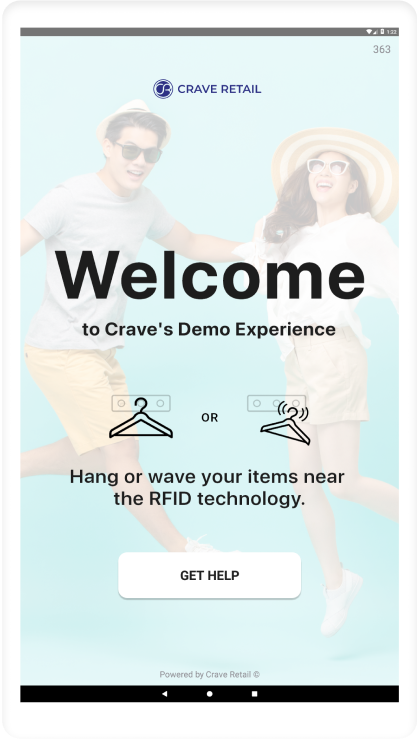 1:22
363
CRAVE RETAIL
Welcome
to Crave's Demo Experience
OR
Hang or wave your items near
the RFID technology.
GET HELP
Powered by Crave Retail ©